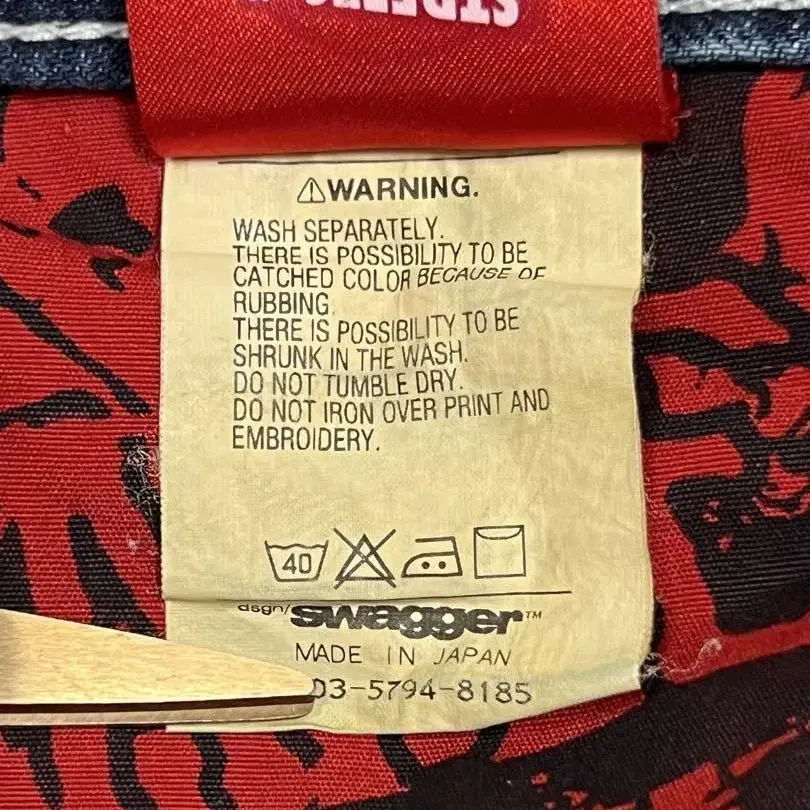 WARNING.
WASH SEPARATELY.
THERE IS POSSIBILITY TO BE
CATCHED COLOR BECAUSE OF
RUBBING.
THERE IS POSSIBILITY TO BE
SHRUNK IN THE WASH.
DO NOT TUMBLE DRY.
DO NOT IRON OVER PRINT AND
EMBROIDERY.
40
dsgn/swagger™
MADE IN JAPAN
03-5794-8185